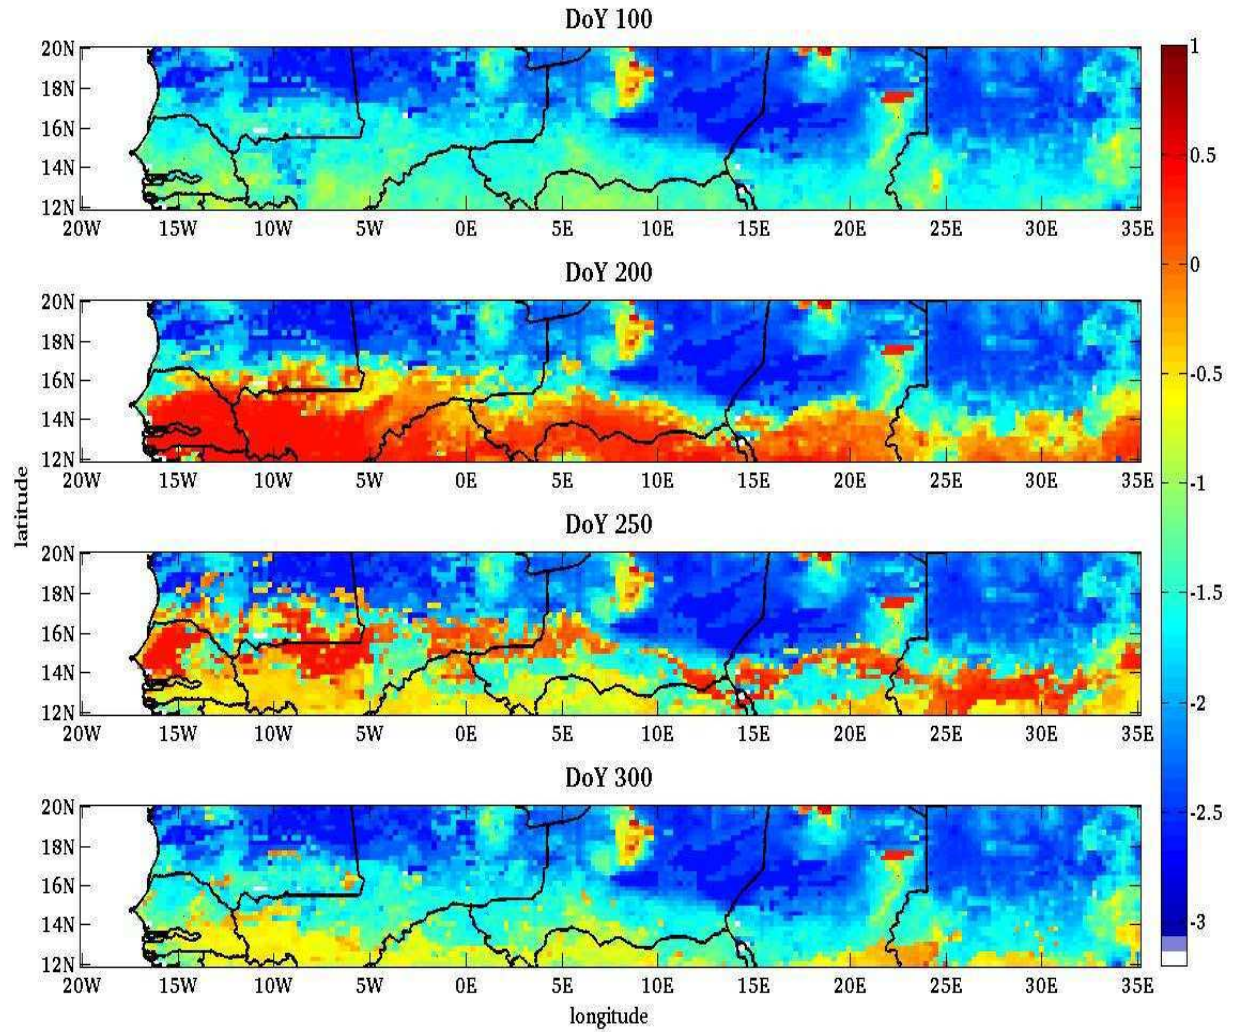 DoY 100
20N
18N
16N
14N
12N
20W 15W 10W 5W 0E 5E 10E 15E 20E 25E 30E 35E
DoY 200
20N
18N
16N
14N
12N
20W 15W 10W 5W 0E 5E 10E 15E 20E 25E 30E 35E
DoY 250
20N
18N
16N
14N
12N
20W 15W 10W 5W 0E 5E 10E 15E 20E 25E 30E 35E
DoY 300
20N
18N
16N
14N
12N
20W 15W 10W 5W 0E 5E 10E 15E 20E 25E 30E 35E
longitude
latitude
1
0.5
0
-0.5
-1
-1.5
-2
-2.5
-3